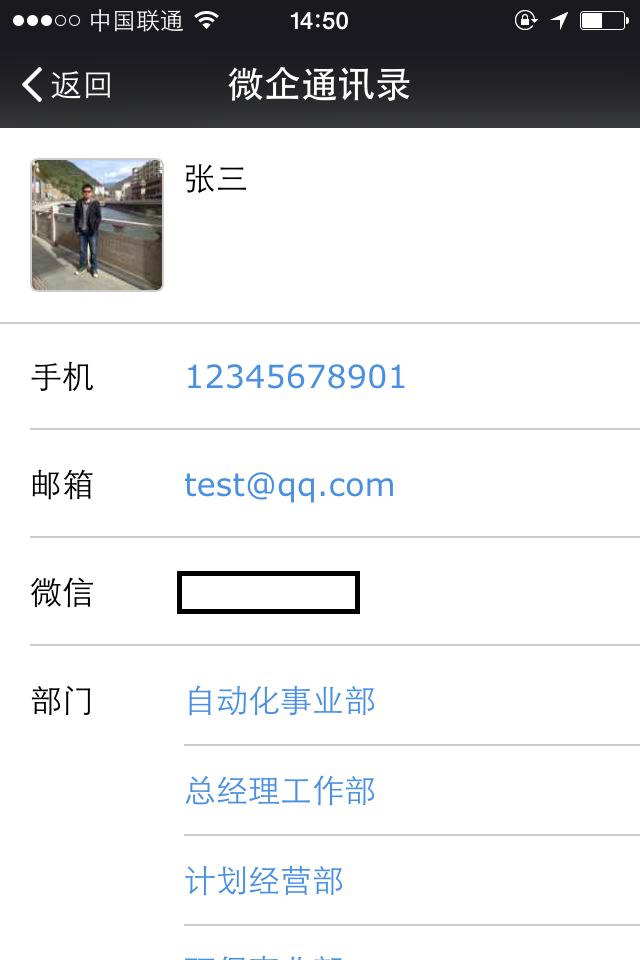 中国联通 14:50
返回 微企通讯录
张三
手机 12345678901
邮箱 test@qq.com
微信
部门 自动化事业部
总经理工作部
计划经营部